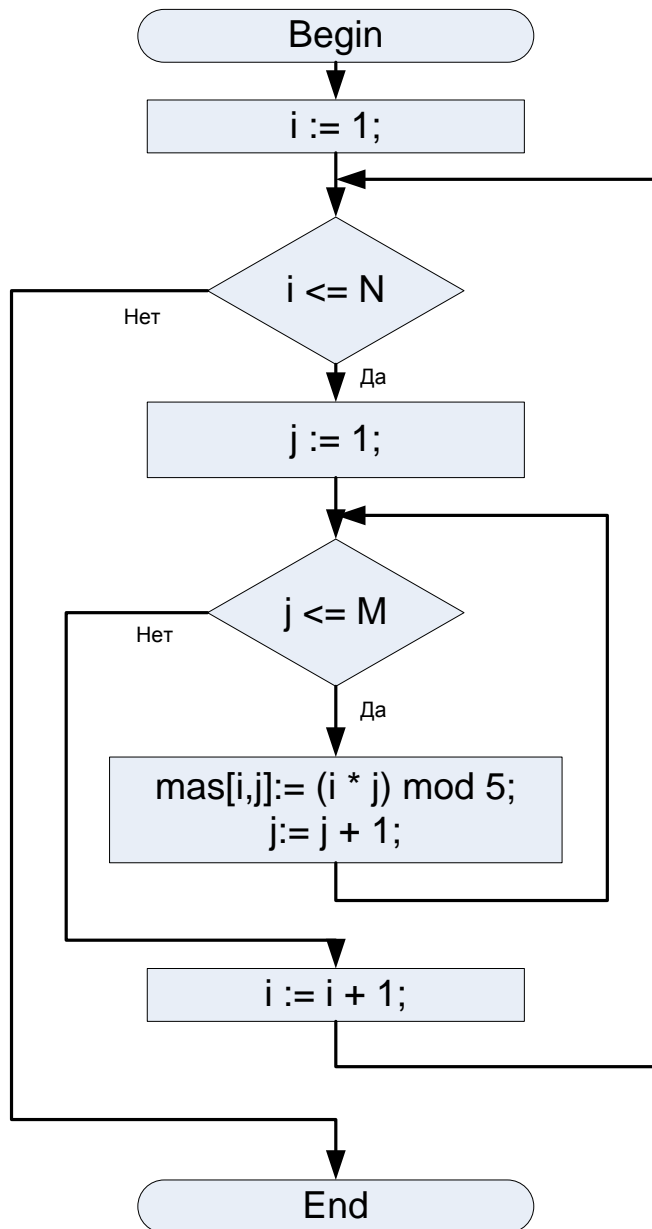 Begin
i := 1;
i <= N
Нет
Да
j := 1;
j <= M
Нет
Да
mas[i,j]:= (i * j) mod 5;
j:= j + 1;
i := i + 1;
End